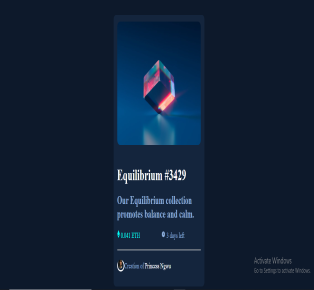 Equilibrium #3429
Our Equilibrium collection
promotes balance and calm.
0.041 ETH
3 days left
Creation of Princess Ngwo
Activate Windows
Go to Settings to activate Windows.